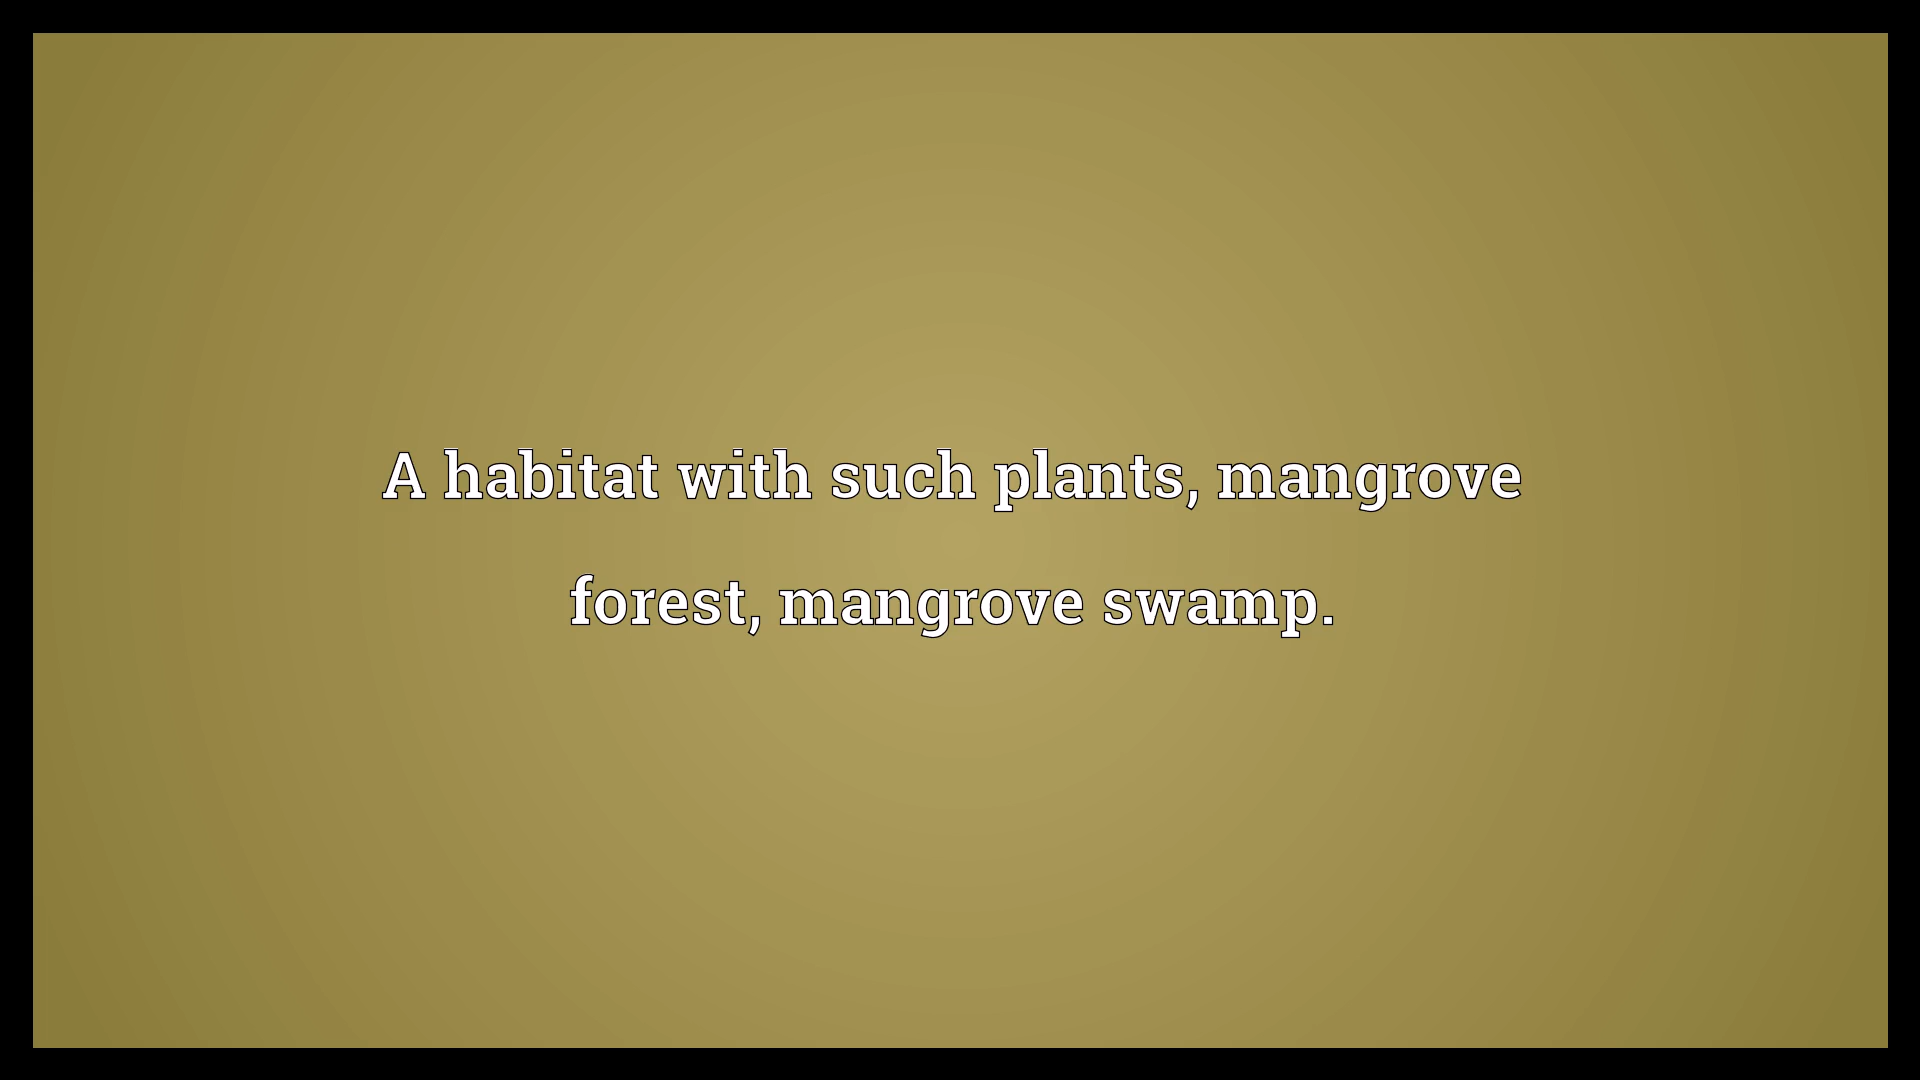 A habitat with such plants, mangrove
forest, mangrove swamp.